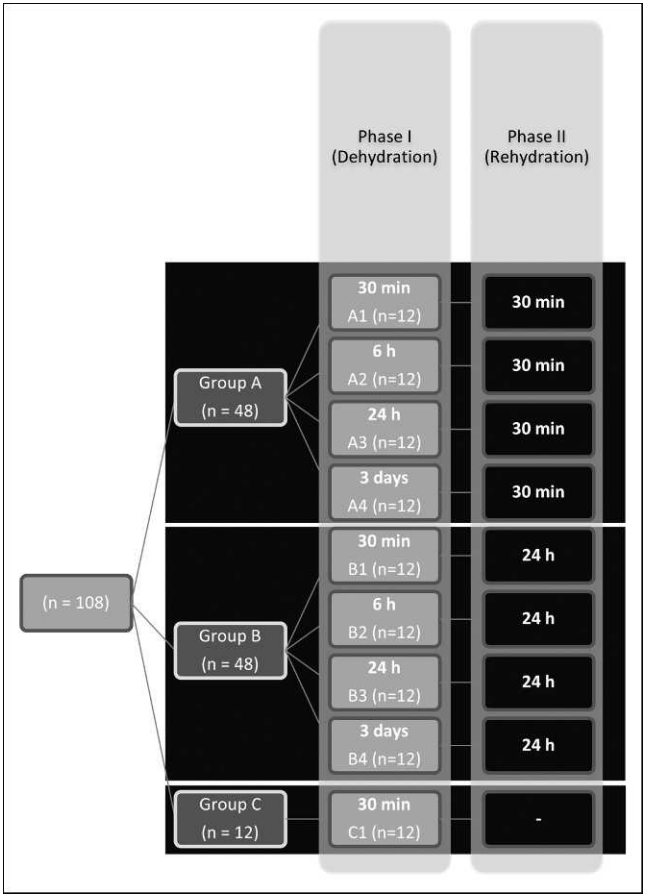 Phase I
(Dehydration)
Phase II
(Rehydration)
30 min
A1 (n=12)
30 min
6 h
A2 (n=12)
30 min
Group A
(n = 48)
24 h
A3 (n=12)
30 min
3 days
A4 (n=12)
30 min
30 min
B1 (n=12)
24 h
(n = 108)
6 h
B2 (n=12)
24 h
Group B
(n = 48)
24 h
B3 (n=12)
24 h
3 days
B4 (n=12)
24 h
Group C
(n = 12)
30 min
C1 (n=12)
-